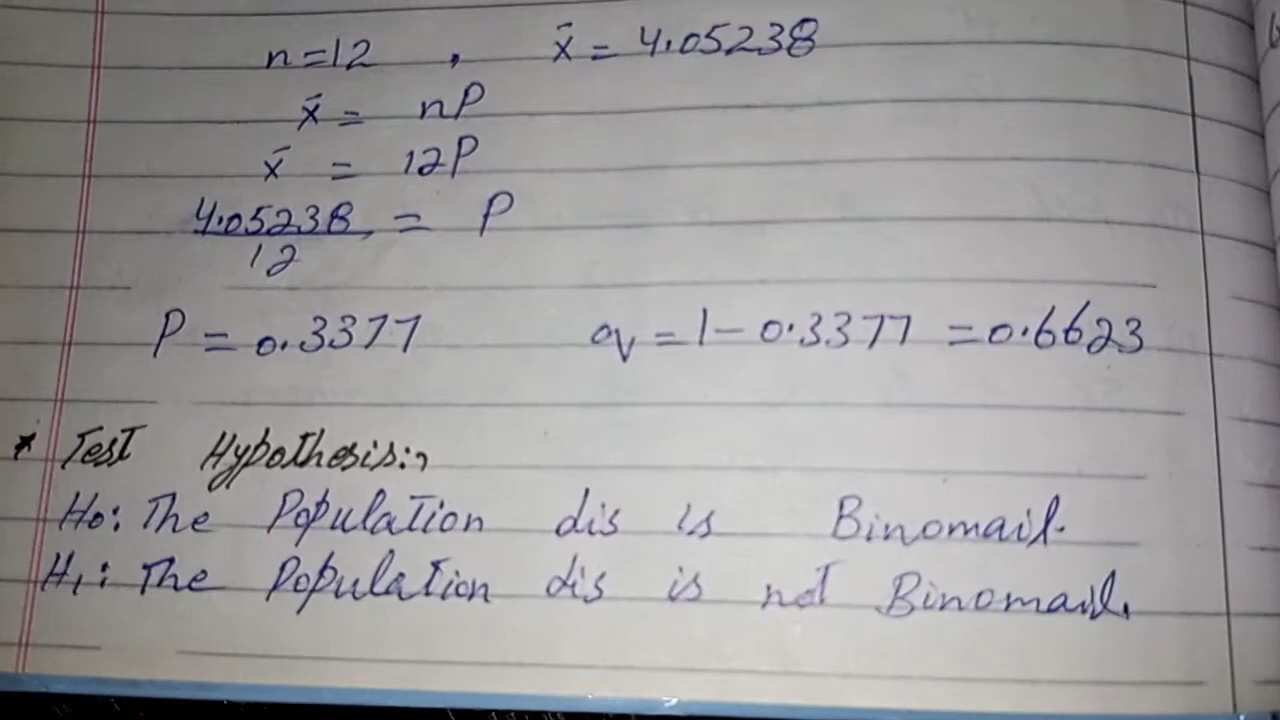 n=12 , x̄ = 4.05238
x̄ = nP
x̄ = 12P
4.05238 = P
12
P = 0.3377 q = 1 - 0.3377 = 0.6623
* Test Hypothesis:
H0: The Population dis is Binomail.
H1: The Population dis is not Binomail.